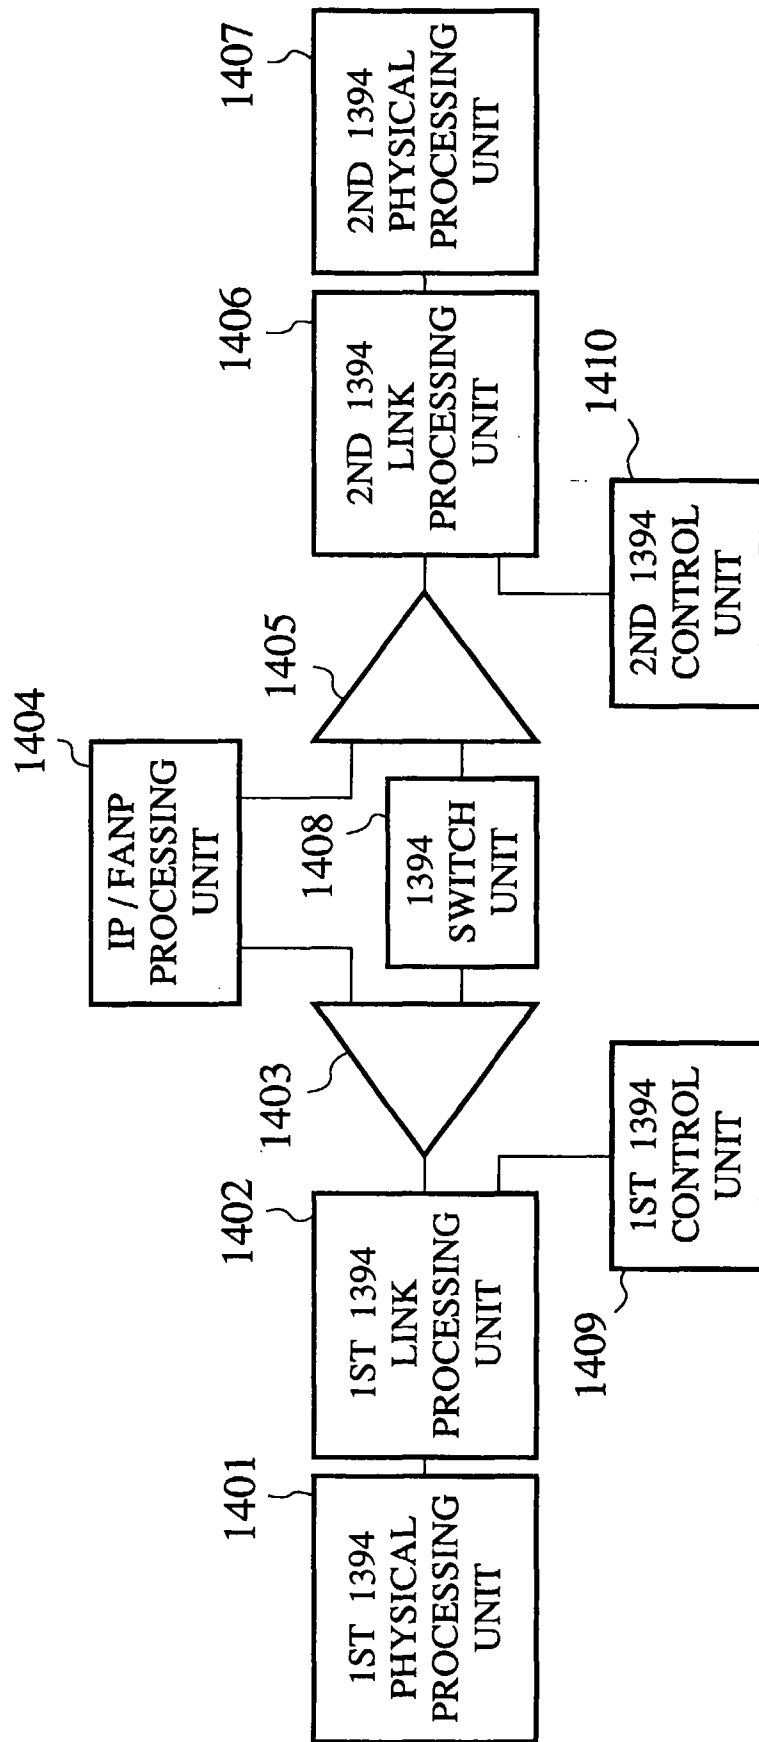 1404
IP / FANP
PROCESSING
UNIT
1401
1ST 1394
PHYSICAL
PROCESSING
UNIT
1402
1ST 1394
LINK
PROCESSING
UNIT
1403
1408
1394
SWITCH
UNIT
1405
1406
2ND 1394
LINK
PROCESSING
UNIT
1407
2ND 1394
PHYSICAL
PROCESSING
UNIT
1409
1ST 1394
CONTROL
UNIT
1410
2ND 1394
CONTROL
UNIT